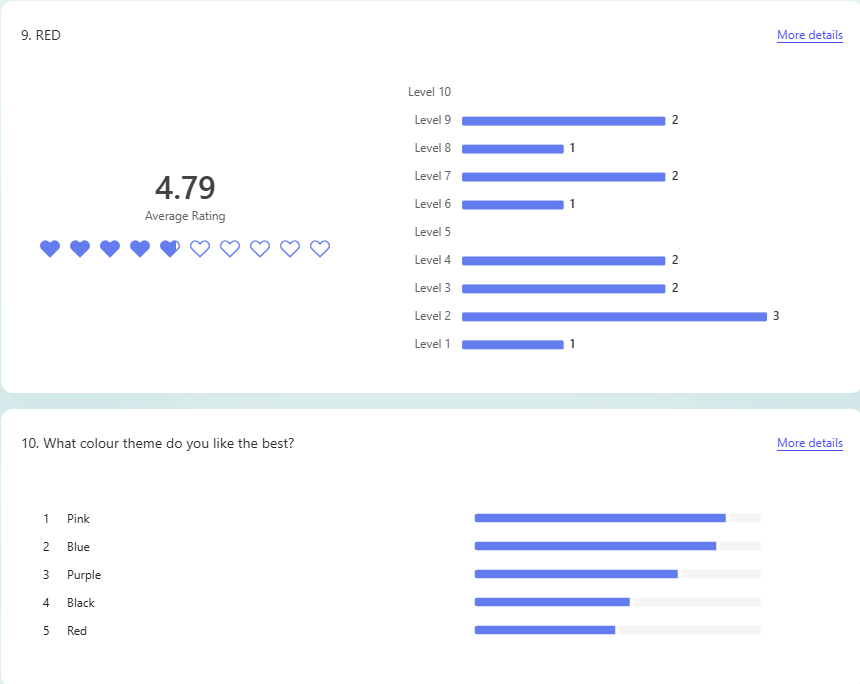 9. RED
More details
Level 10
Level 9 2
Level 8 1
Level 7 2
Level 6 1
Level 5
Level 4 2
Level 3 2
Level 2 3
Level 1 1
4.79
Average Rating
10. What colour theme do you like the best?
More details
1 Pink
2 Blue
3 Purple
4 Black
5 Red